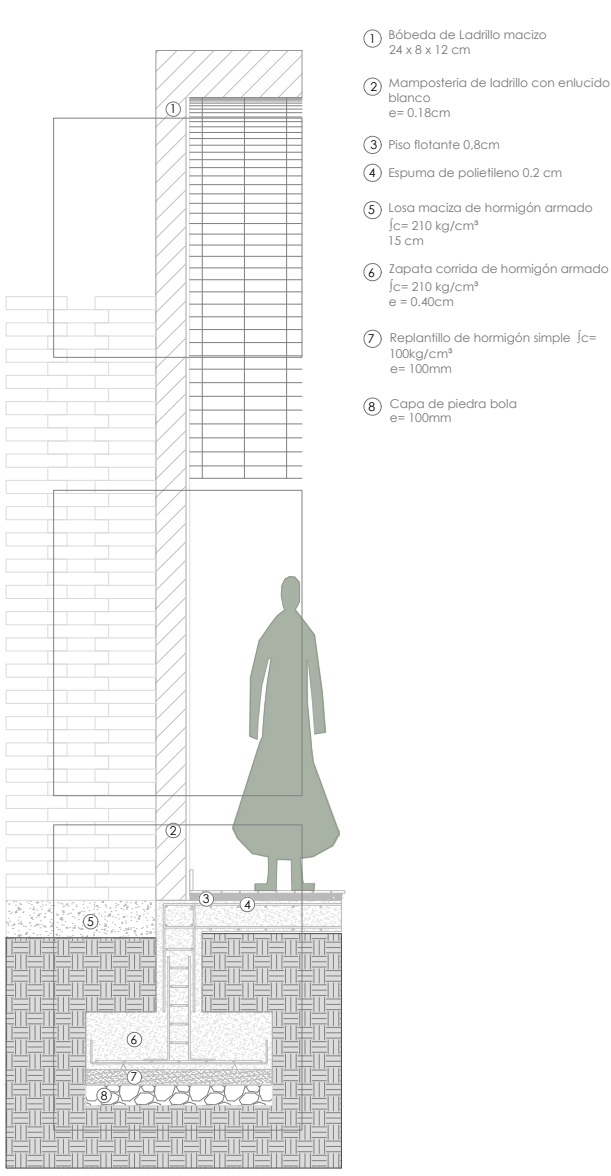 1 Bóbeda de Ladrillo macizo
24 x 8 x 12 cm
2 Mamposteria de ladrillo con enlucido
blanco
e= 0.18cm
3 Piso flotante 0,8cm
4 Espuma de polietileno 0.2 cm
5 Losa maciza de hormigón armado
∫c= 210 kg/cm³
15 cm
6 Zapata corrida de hormigón armado
∫c= 210 kg/cm³
e = 0.40cm
7 Replantillo de hormigón simple ∫c=
100kg/cm³
e= 100mm
8 Capa de piedra bola
e= 100mm
1
2
3
4
5
6
7
8